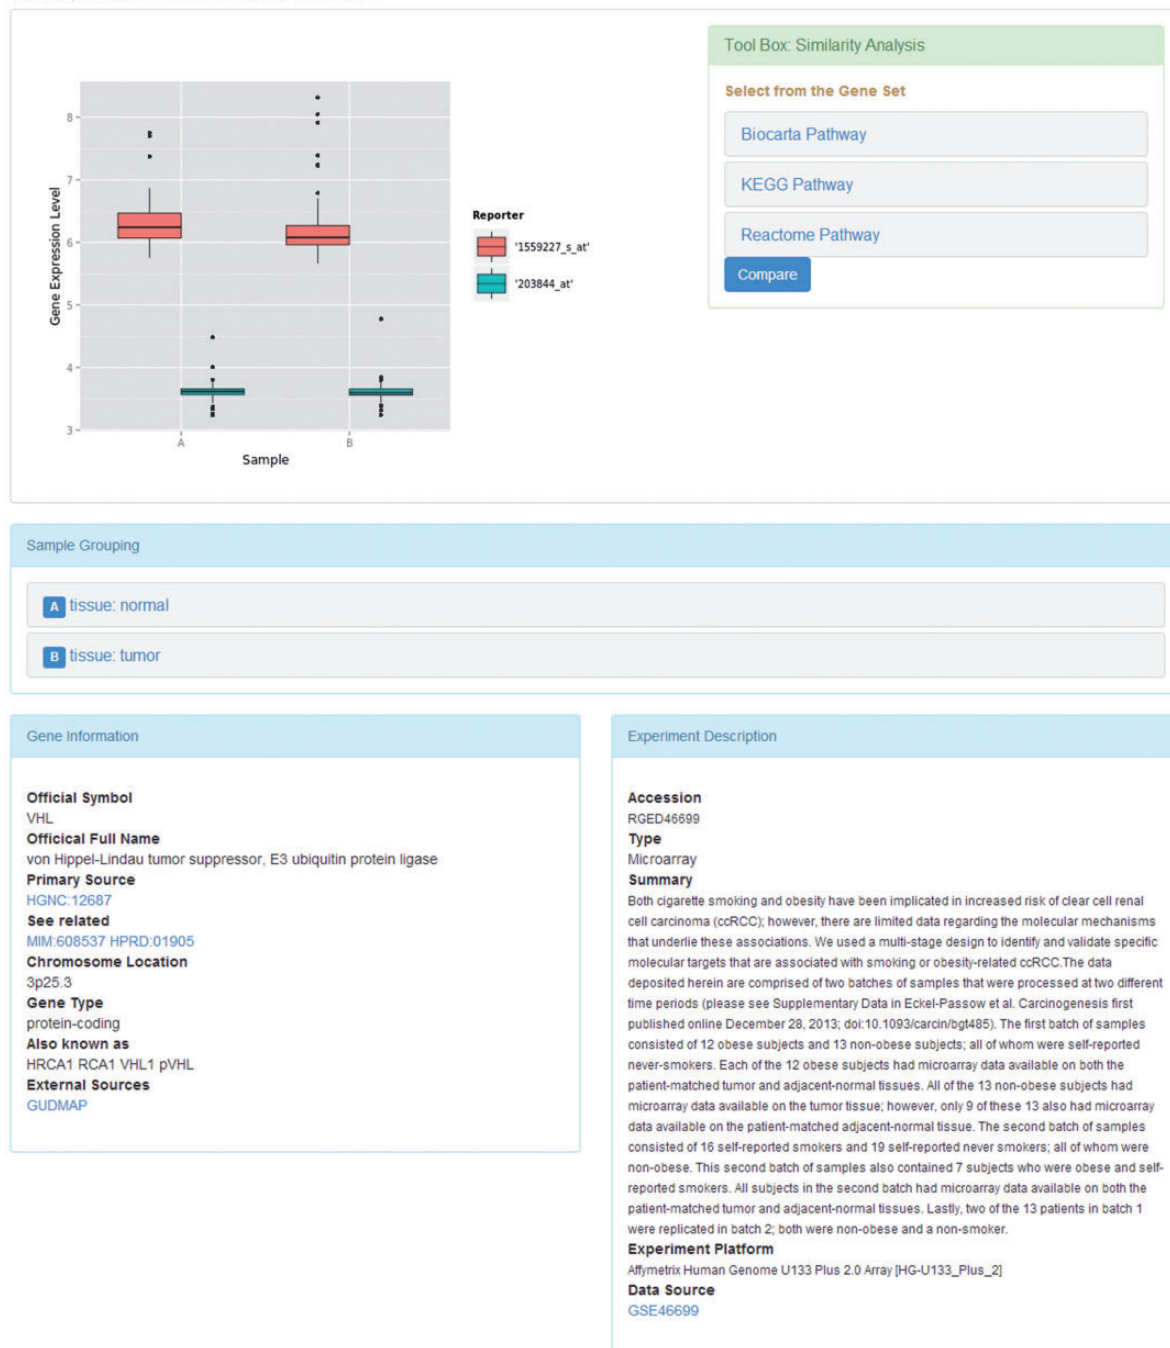 Tool Box: Similarity Analysis
Select from the Gene Set
Biocarta Pathway
KEGG Pathway
Reactome Pathway
Compare
8
7
6
5
4
3
Gene Expression Level
A
B
Sample
Reporter
'1559227_s_at'
'203844_at'
Sample Grouping
A tissue: normal
B tissue: tumor
Gene Information
Official Symbol
VHL
Officical Full Name
von Hippel-Lindau tumor suppressor, E3 ubiquitin protein ligase
Primary Source
HGNC:12687
See related
MIM:608537 HPRD:01905
Chromosome Location
3p25.3
Gene Type
protein-coding
Also known as
HRCA1 RCA1 VHL1 pVHL
External Sources
GUDMAP
Experiment Description
Accession
RGED46699
Type
Microarray
Summary
Both cigarette smoking and obesity have been implicated in increased risk of clear cell renal
cell carcinoma (ccRCC); however, there are limited data regarding the molecular mechanisms
that underlie these associations. We used a multi-stage design to identify and validate specific
molecular targets that are associated with smoking or obesity-related ccRCC.The data
deposited herein are comprised of two batches of samples that were processed at two different
time periods (please see Supplementary Data in Eckel-Passow et al. Carcinogenesis first
published online December 28, 2013; doi:10.1093/carcin/bgt485). The first batch of samples
consisted of 12 obese subjects and 13 non-obese subjects; all of whom were self-reported
never-smokers. Each of the 12 obese subjects had microarray data available on both the
patient-matched tumor and adjacent-normal tissues. All of the 13 non-obese subjects had
microarray data available on the tumor tissue; however, only 9 of these 13 also had microarray
data available on the patient-matched adjacent-normal tissue. The second batch of samples
consisted of 16 self-reported smokers and 19 self-reported never smokers; all of whom were
non-obese. This second batch of samples also contained 7 subjects who were obese and self-
reported smokers. All subjects in the second batch had microarray data available on both the
patient-matched tumor and adjacent-normal tissues. Lastly, two of the 13 patients in batch 1
were replicated in batch 2; both were non-obese and a non-smoker.
Experiment Platform
Affymetrix Human Genome U133 Plus 2.0 Array [HG-U133_Plus_2]
Data Source
GSE46699